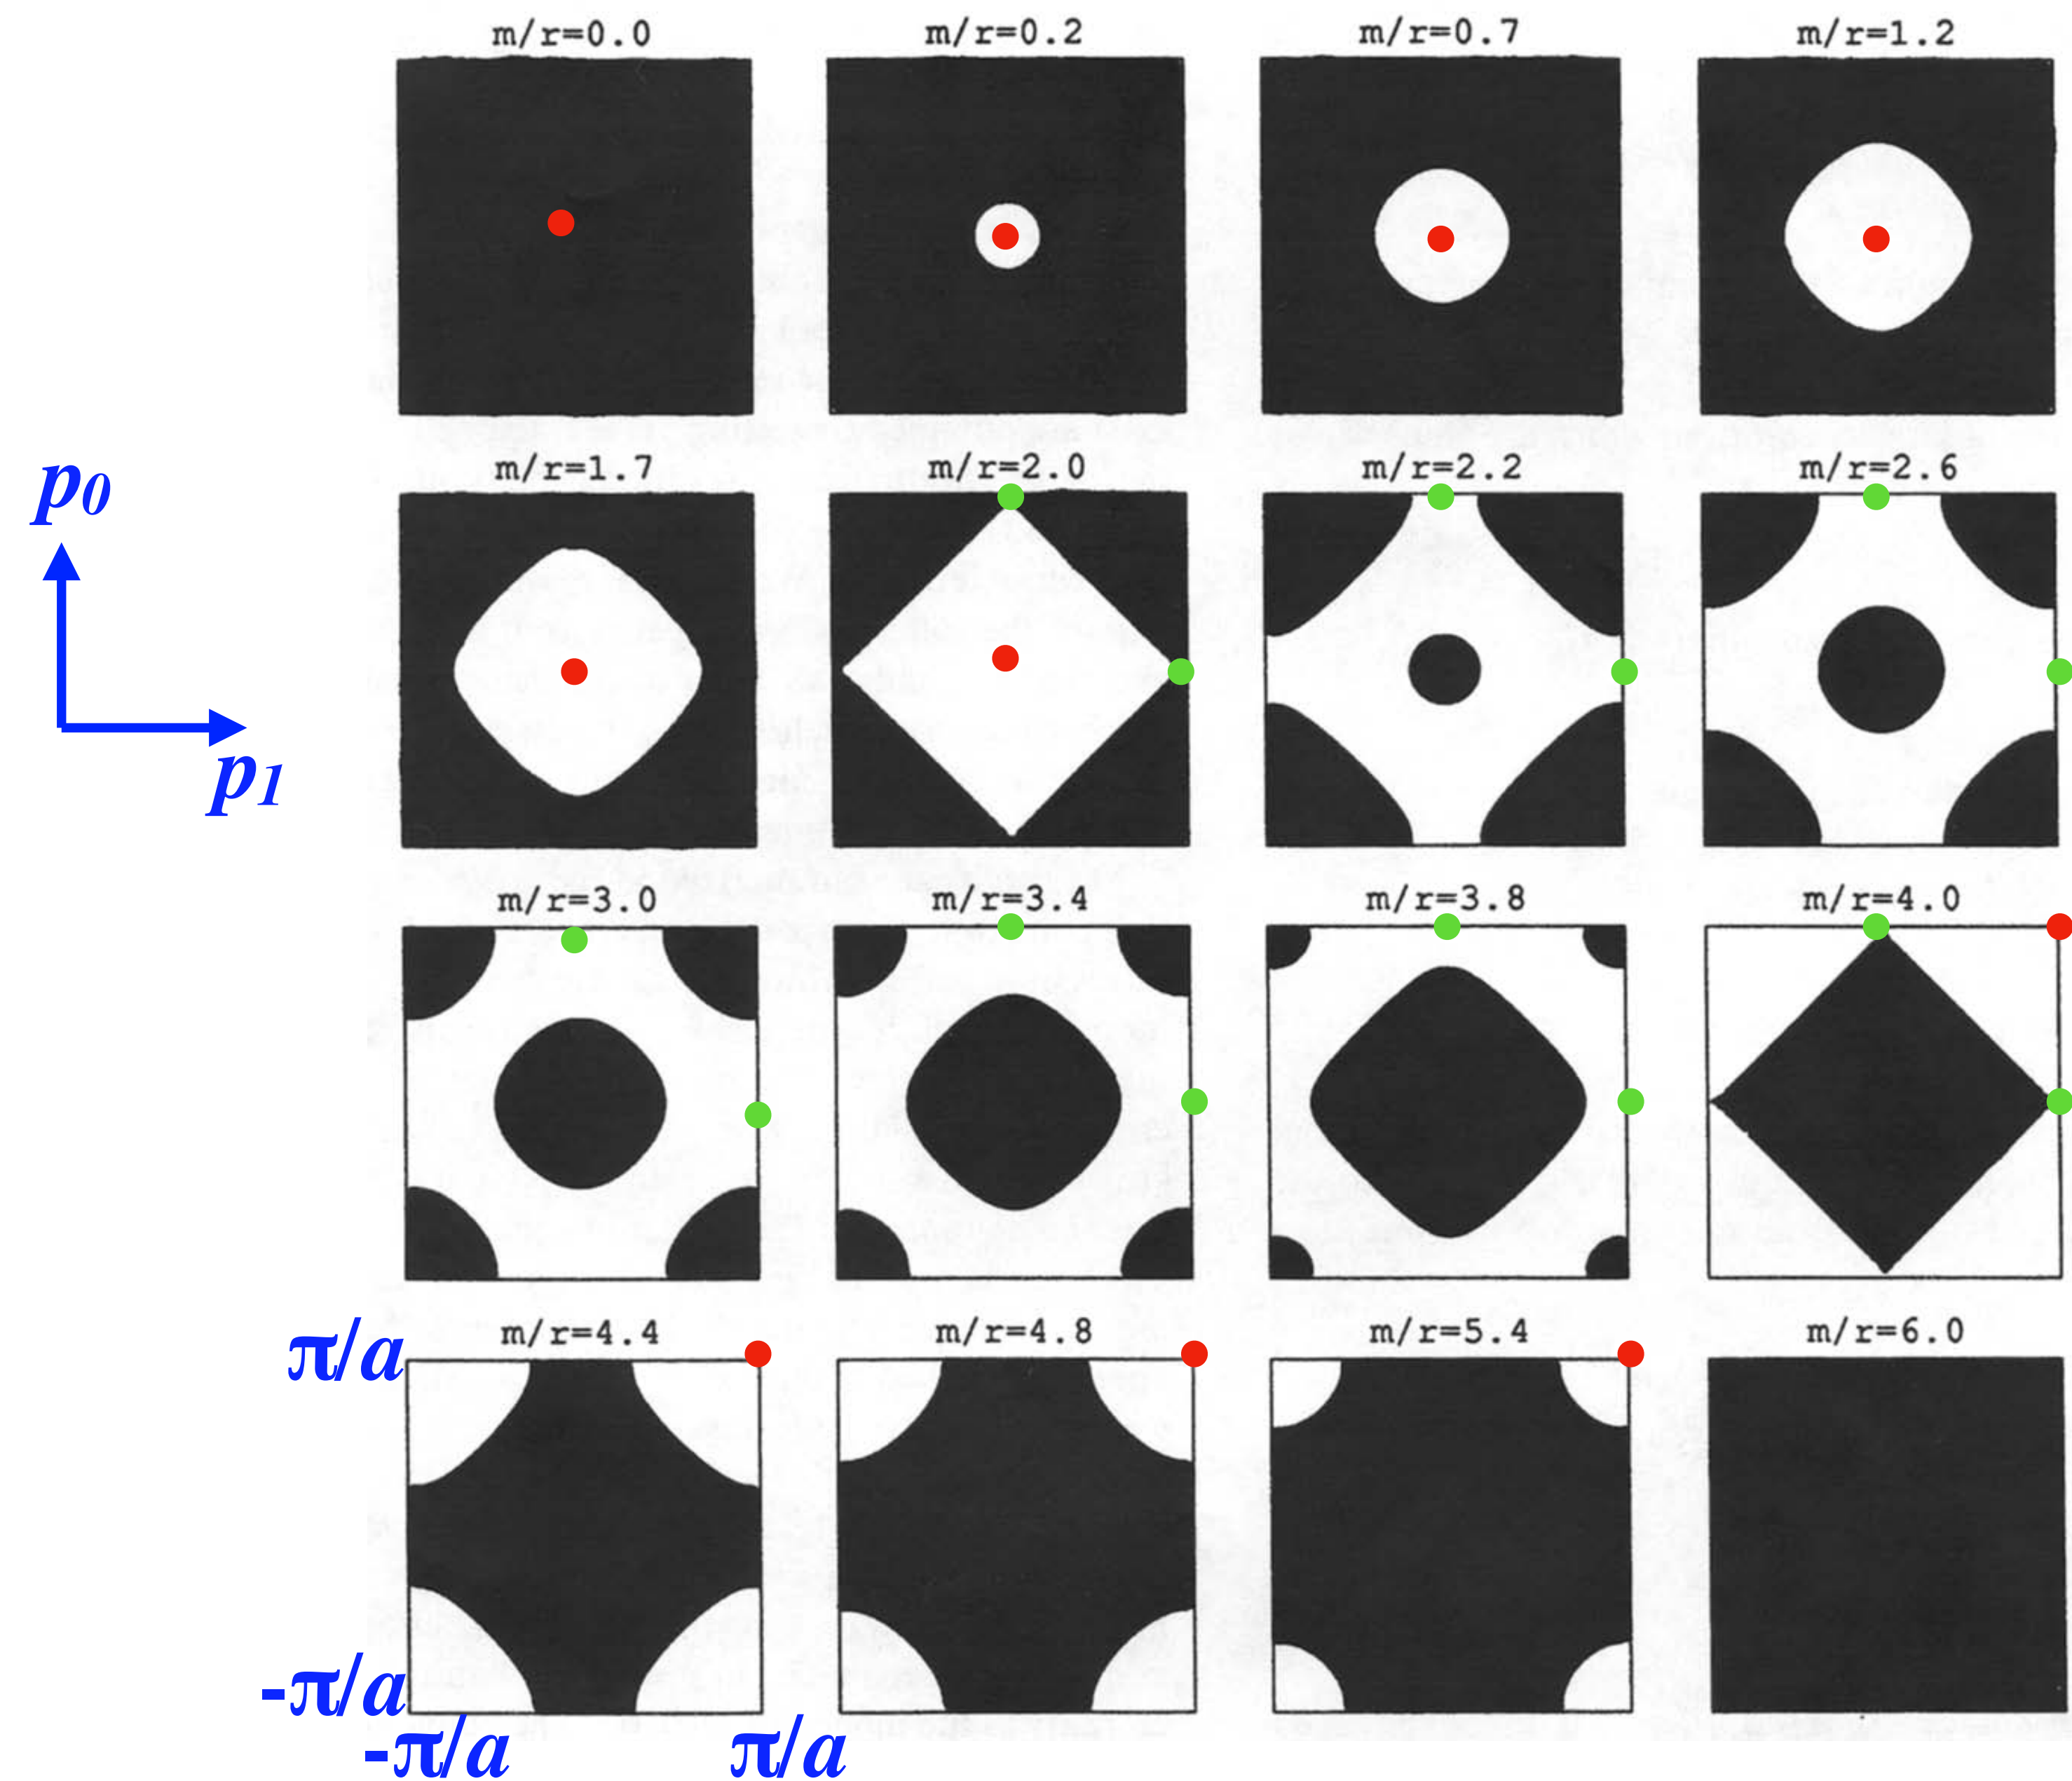 m/r=0.0
m/r=0.2
m/r=0.7
m/r=1.2
p0
p1
m/r=1.7
m/r=2.0
m/r=2.2
m/r=2.6
m/r=3.0
m/r=3.4
m/r=3.8
m/r=4.0
m/r=4.4
m/r=4.8
m/r=5.4
m/r=6.0
π/a
-π/a
-π/a
π/a